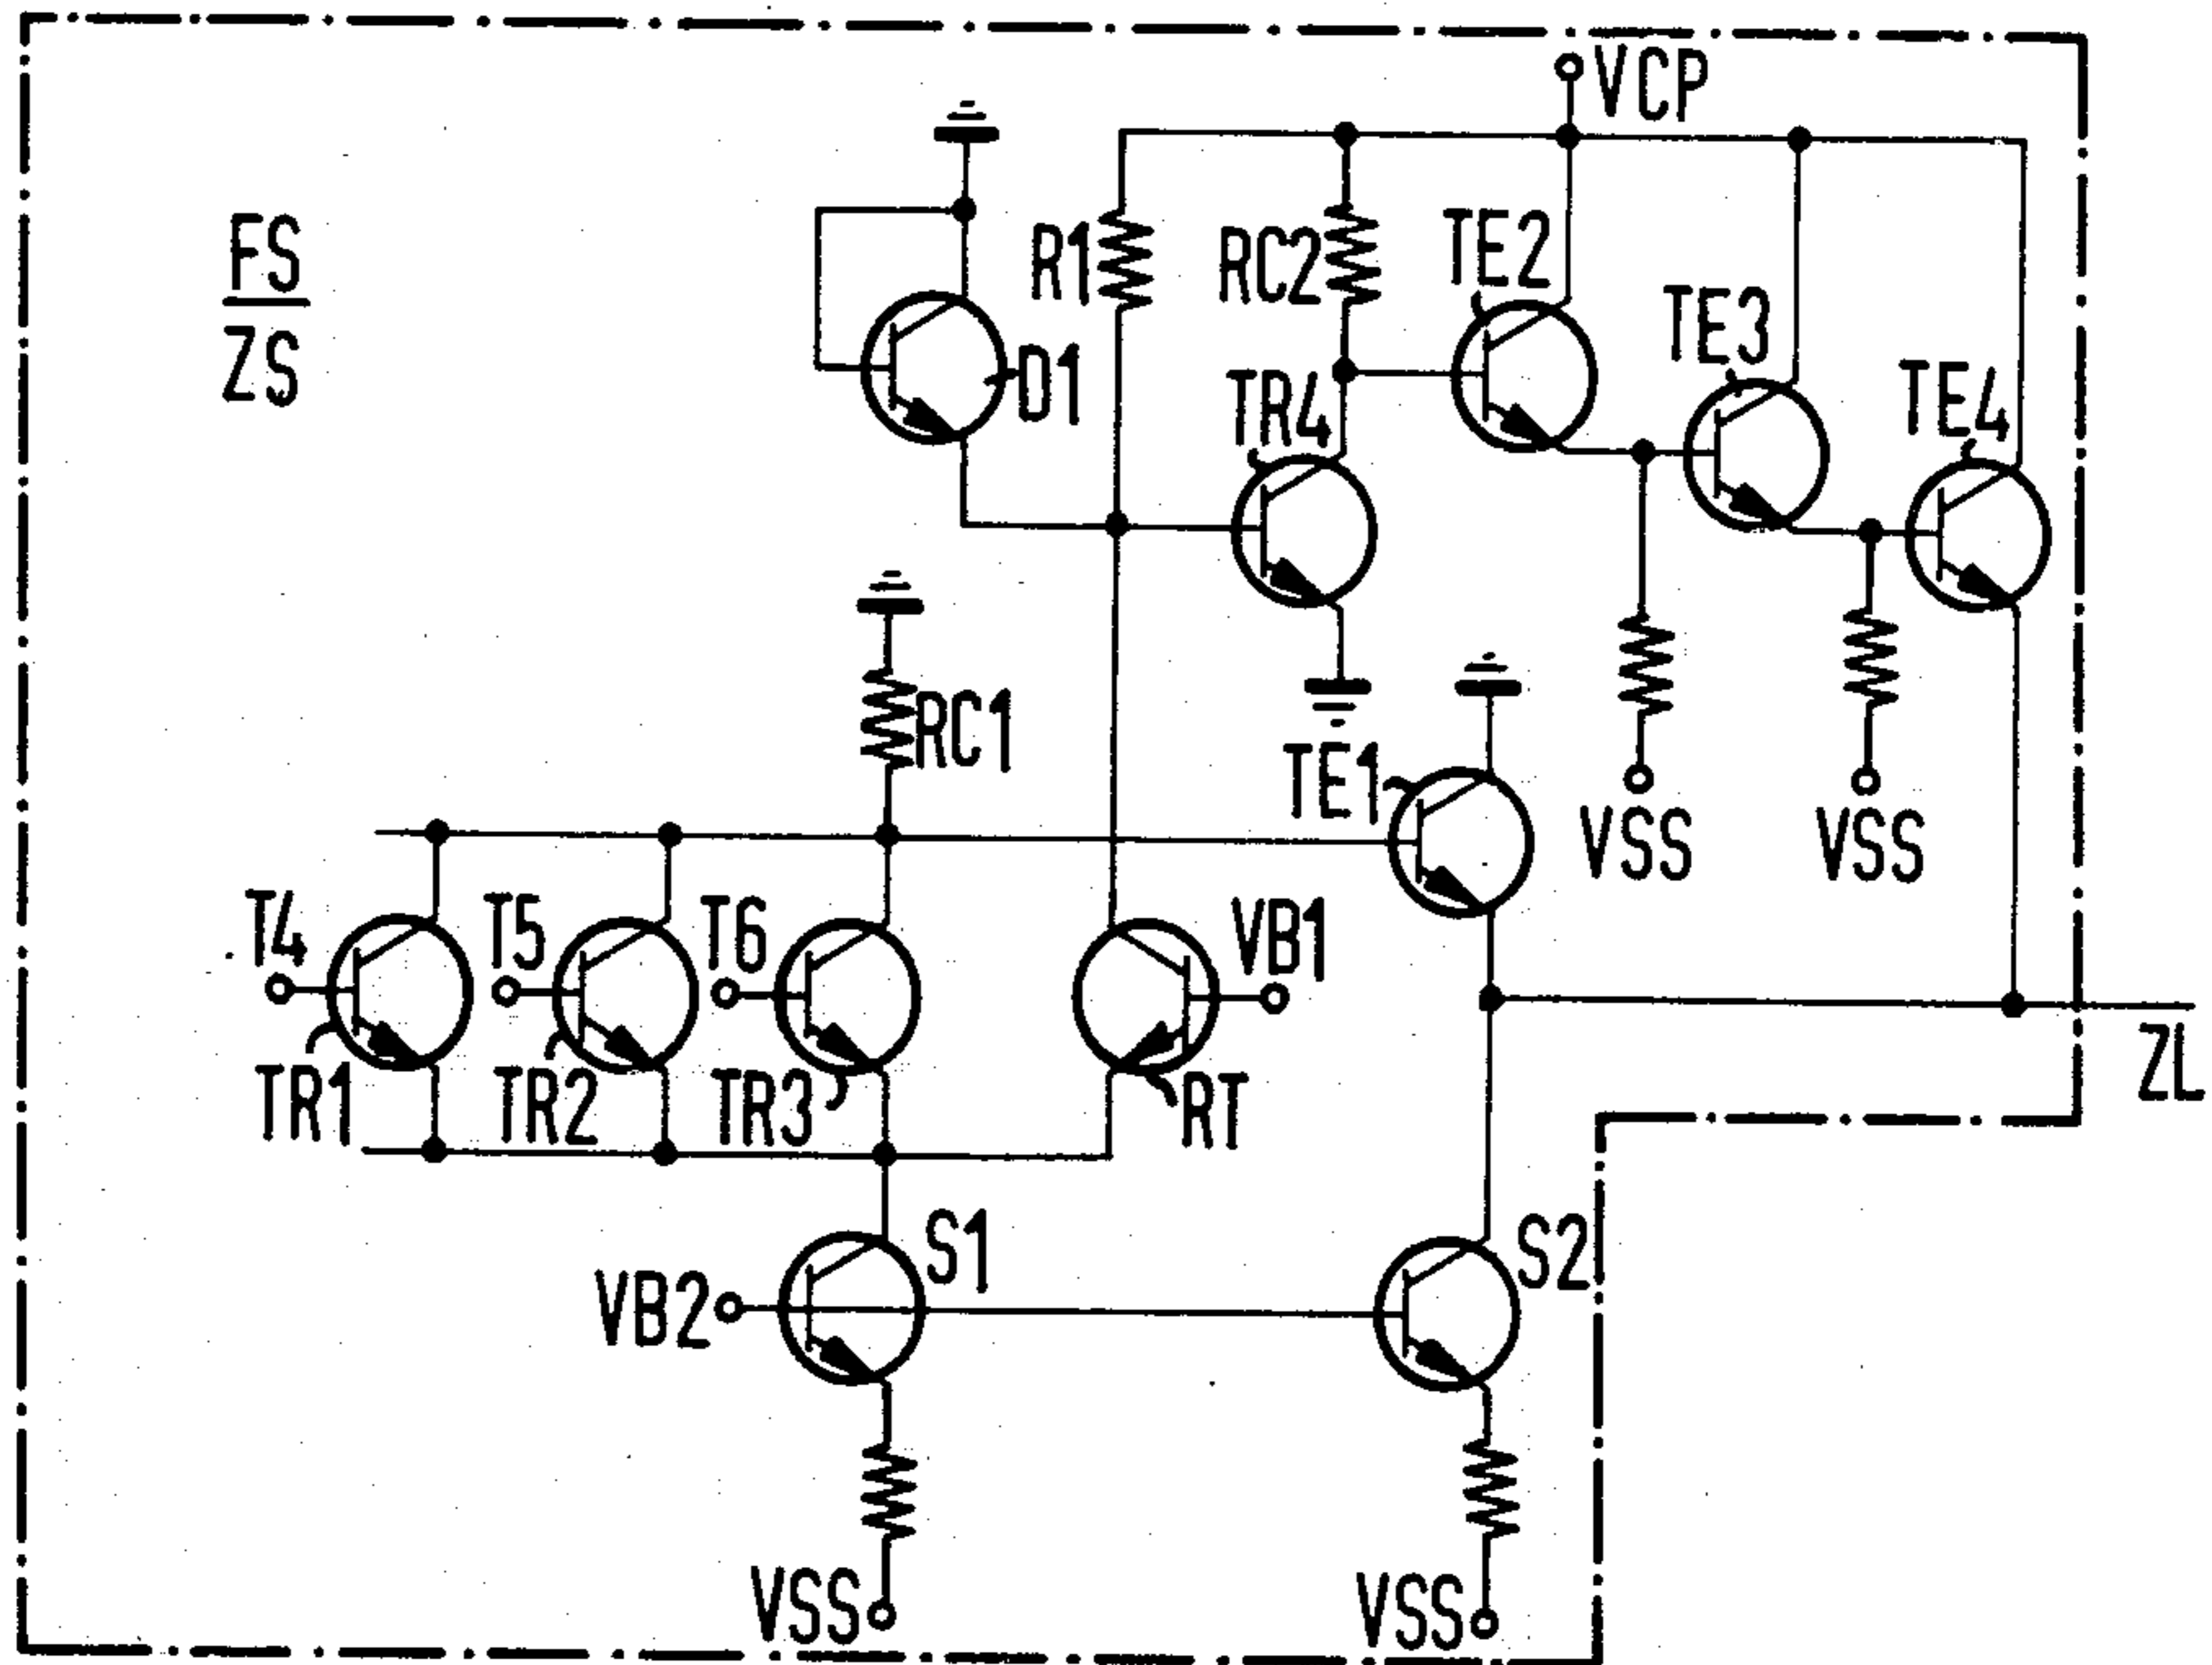 VCP
FS
ZS
R1
RC2
TE2
TE3
TE4
D1
TR4
RC1
TE1
VSS
VSS
T4
T5
T6
VB1
TR1
TR2
TR3
RT
ZL
S1
S2
VB2
VSS
VSS